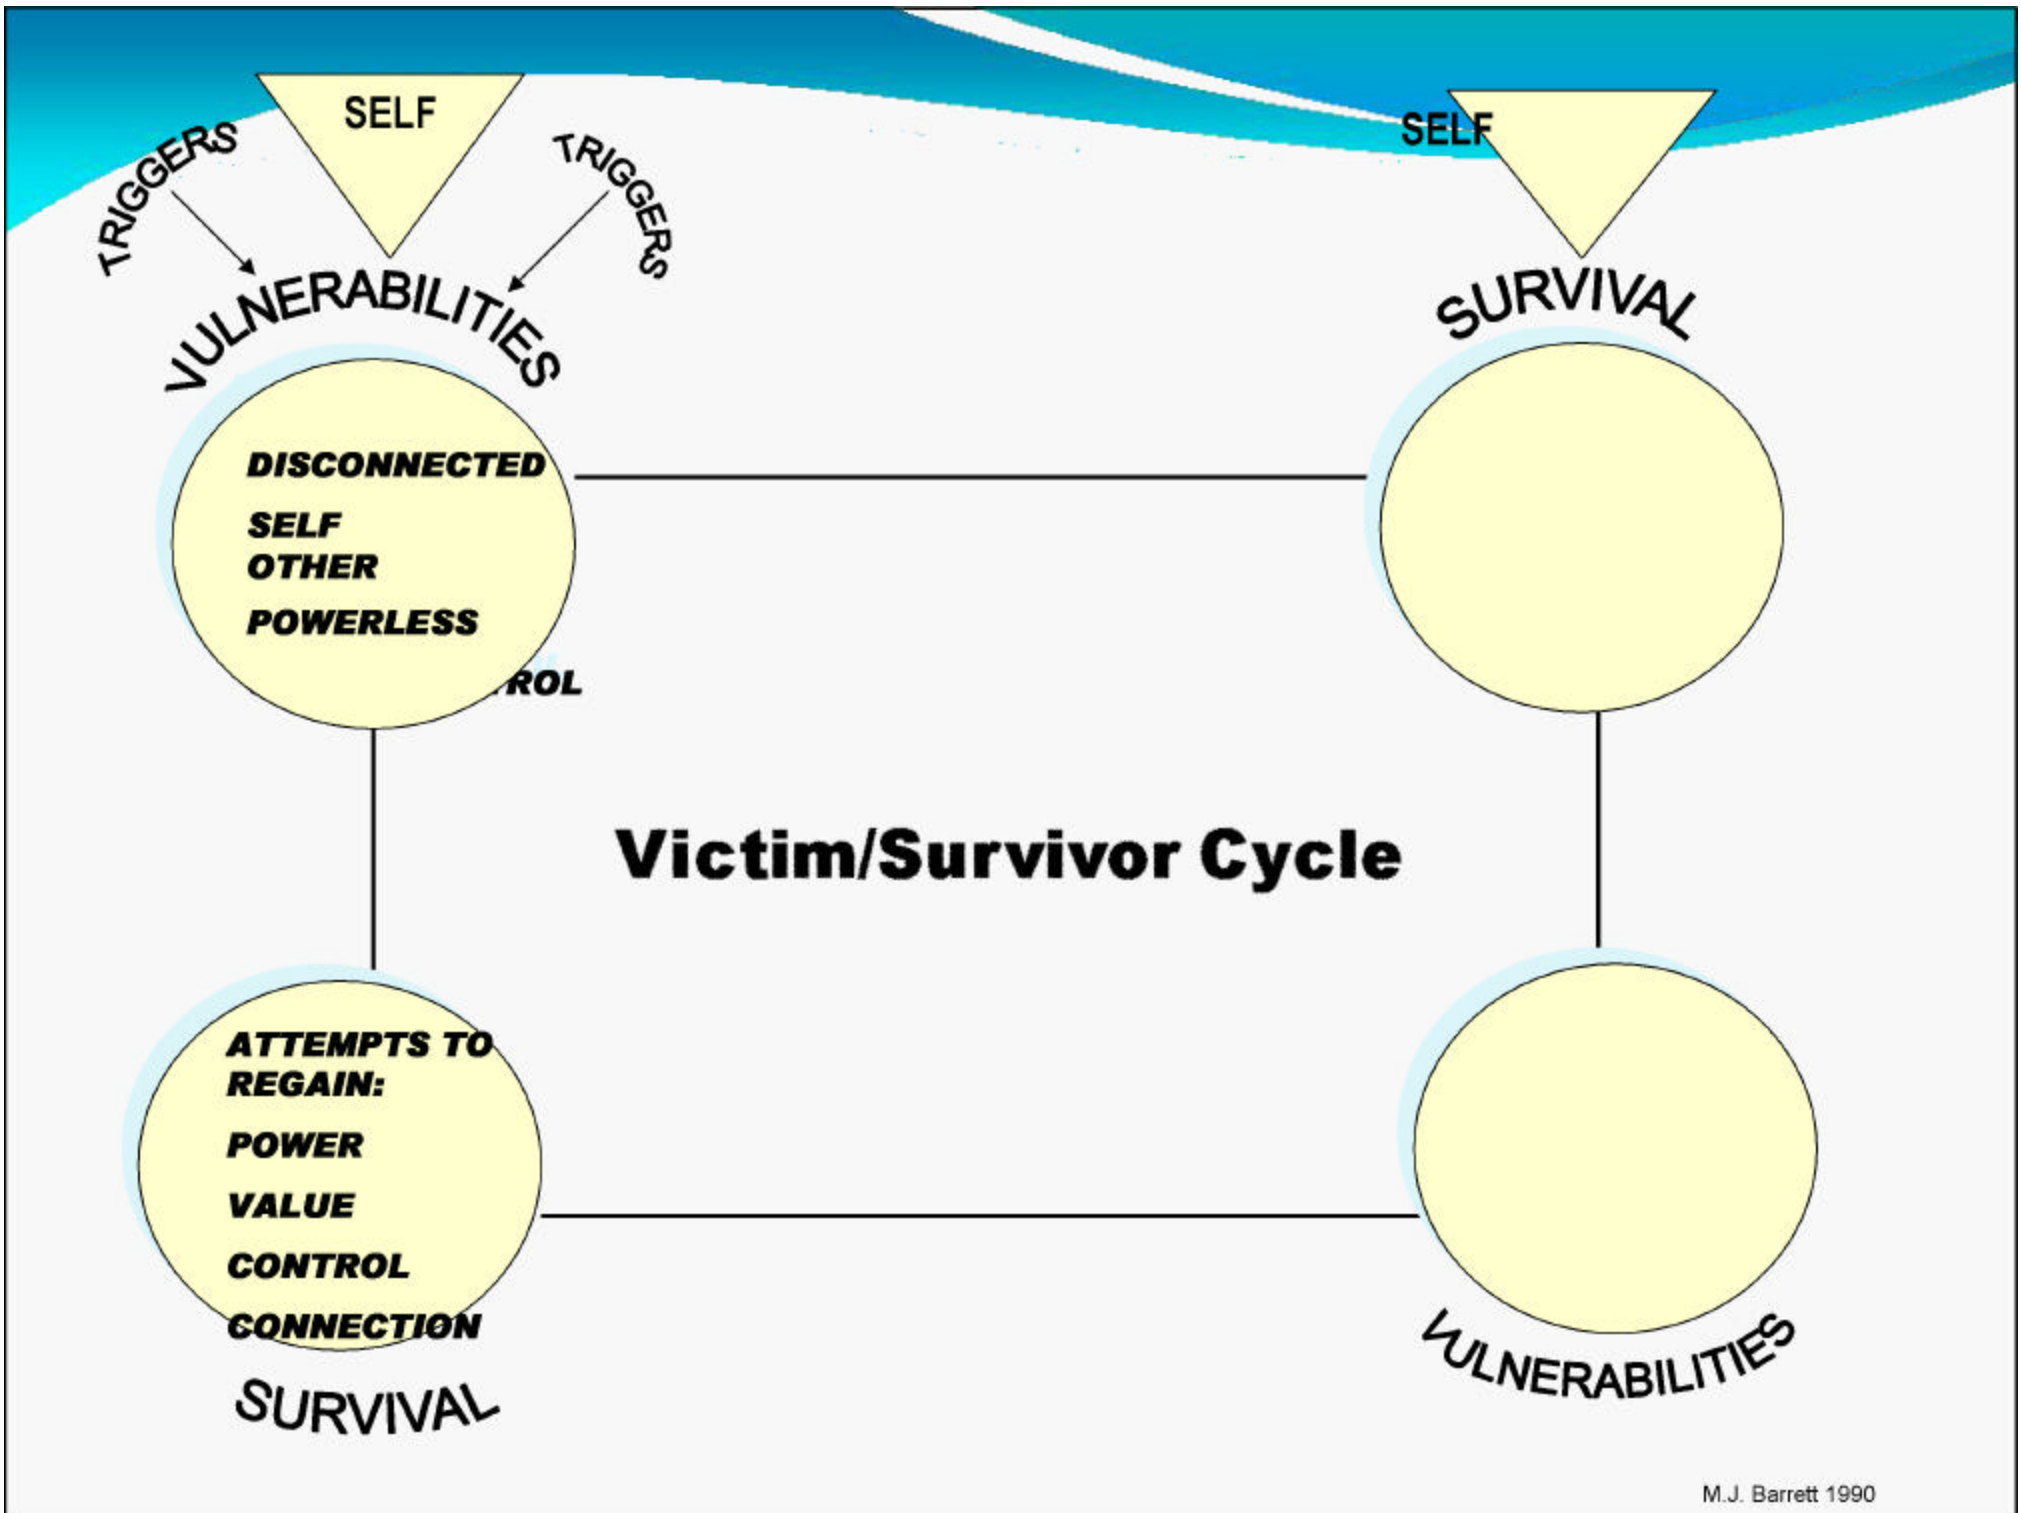 SELF
SELF
TRIGGERS
TRIGGERS
VULNERABILITIES
SURVIVAL
DISCONNECTED
SELF
OTHER
POWERLESS
Victim/Survivor Cycle
ATTEMPTS TO
REGAIN:
POWER
VALUE
CONTROL
CONNECTION
SURVIVAL
VULNERABILITIES
M.J. Barrett 1990